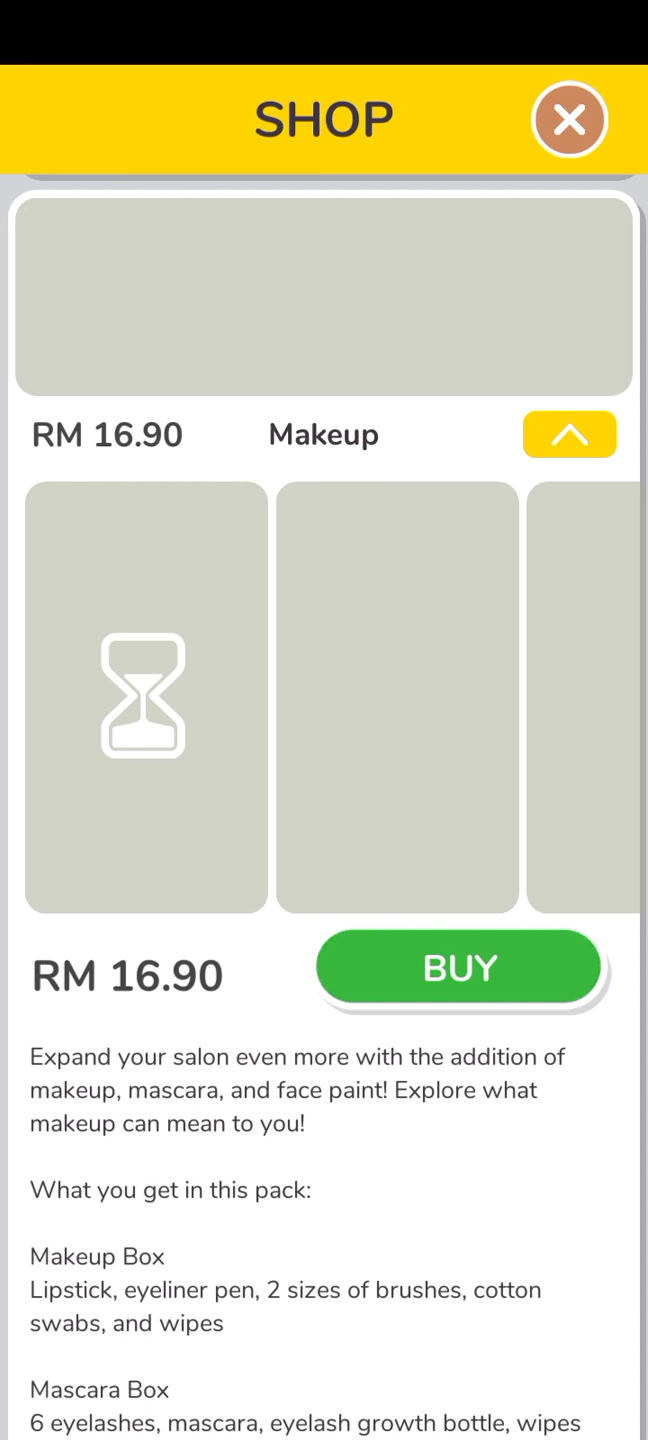 SHOP
RM 16.90
Makeup
RM 16.90
BUY
Expand your salon even more with the addition of
makeup, mascara, and face paint! Explore what
makeup can mean to you!
What you get in this pack:
Makeup Box
Lipstick, eyeliner pen, 2 sizes of brushes, cotton
swabs, and wipes
Mascara Box
6 eyelashes, mascara, eyelash growth bottle, wipes